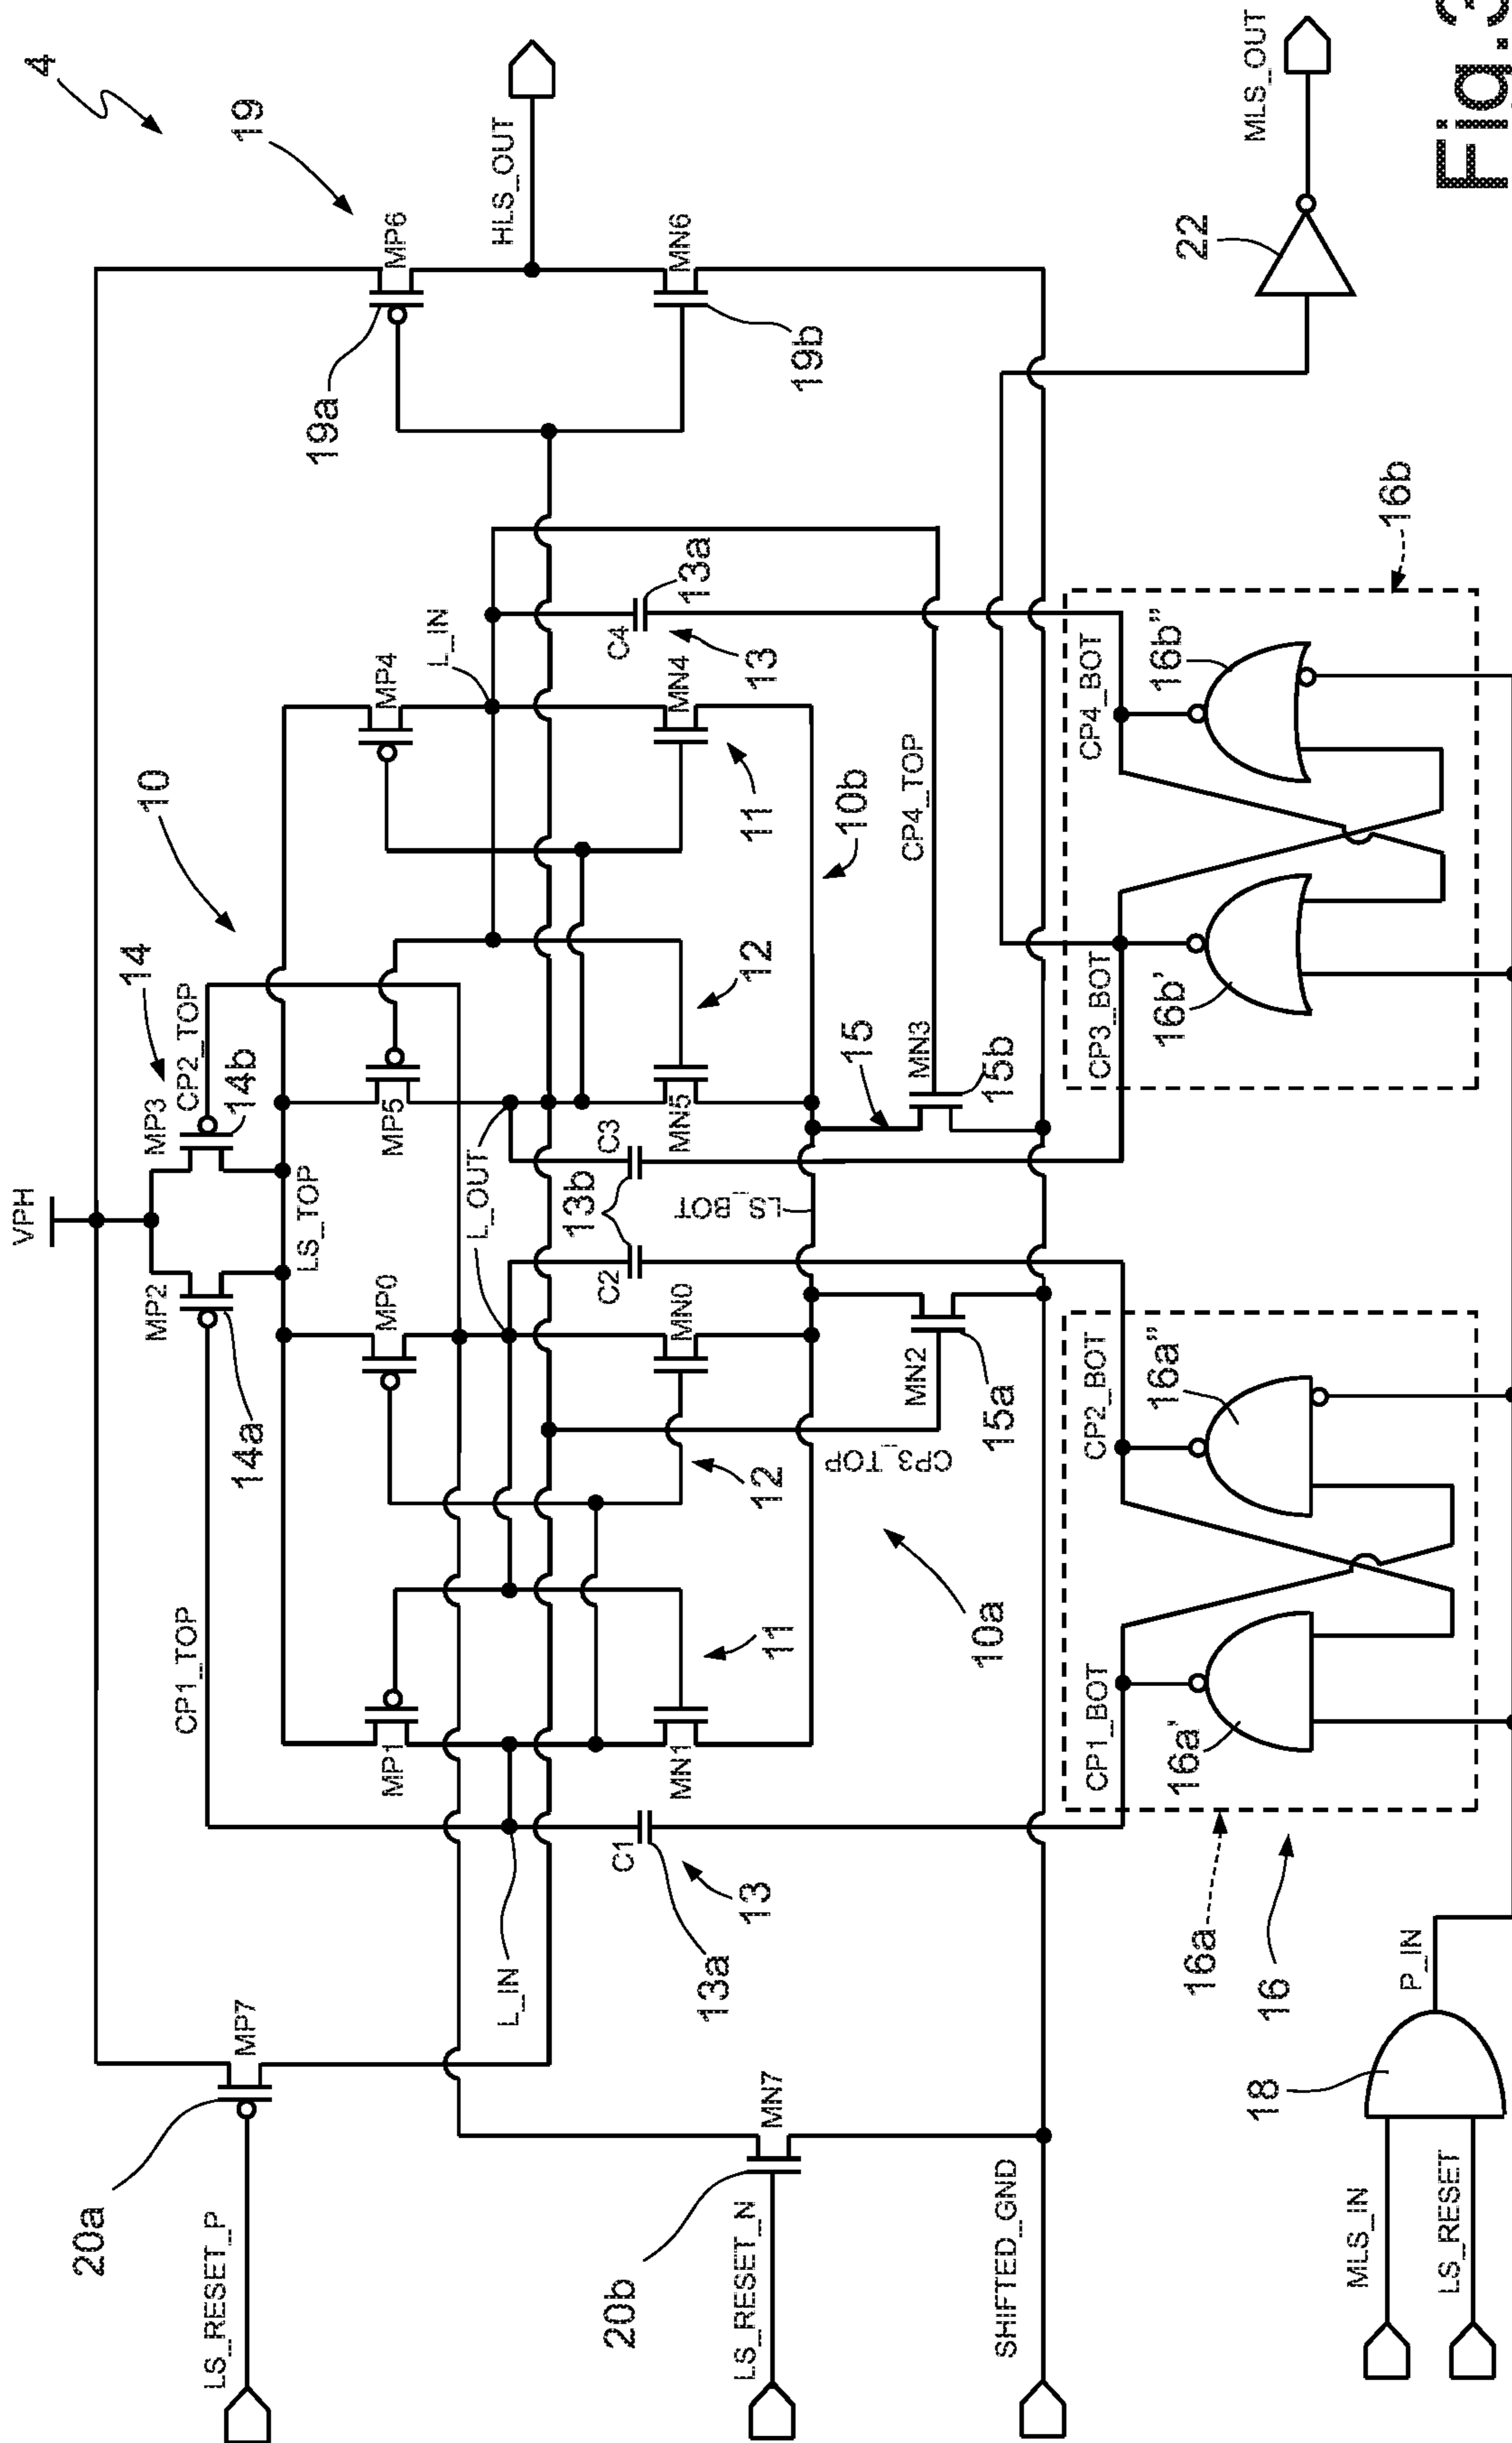 4
VPH
10
14
19
MP2
MP3
CP2_TOP
14a
14b
CP1_TOP
LS_TOP
MP7
20a
LS_RESET_P
MP1
MP0
MP5
MP4
19a
MP6
HLS_OUT
L_IN
L_OUT
L_IN
C1
13a
13
MN1
11
12
MN0
C2
13b
C3
MN5
12
MN4
11
C4
13a
13
MN6
19b
20b
MN7
LS_RESET_N
10a
CP3_TOP
LS_BOT
MN2
15a
15
MN3
15b
10b
CP4_TOP
SHIFTED_GND
16a
16
CP1_BOT
16a'
CP2_BOT
16a"
CP3_BOT
16b'
CP4_BOT
16b"
16b
22
MLS_OUT
MLS_IN
LS_RESET
18
P_IN
Fig.3